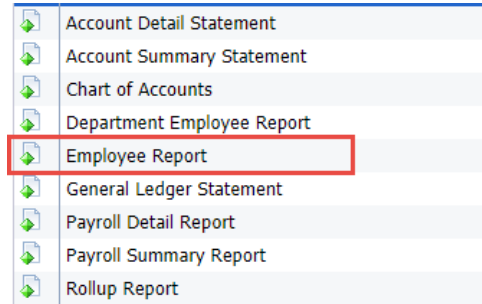 Account Detail Statement
Account Summary Statement
Chart of Accounts
Department Employee Report
Employee Report
General Ledger Statement
Payroll Detail Report
Payroll Summary Report
Rollup Report